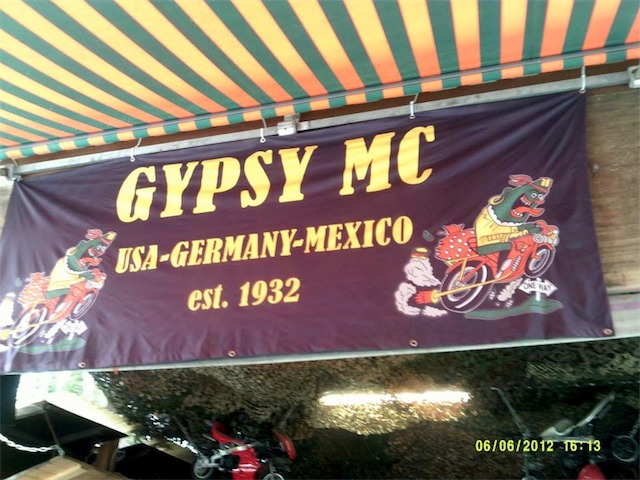 GYPSY MC
USA-GERMANY-MEXICO
est. 1932
ONE WAY
06/06/2012 16:13